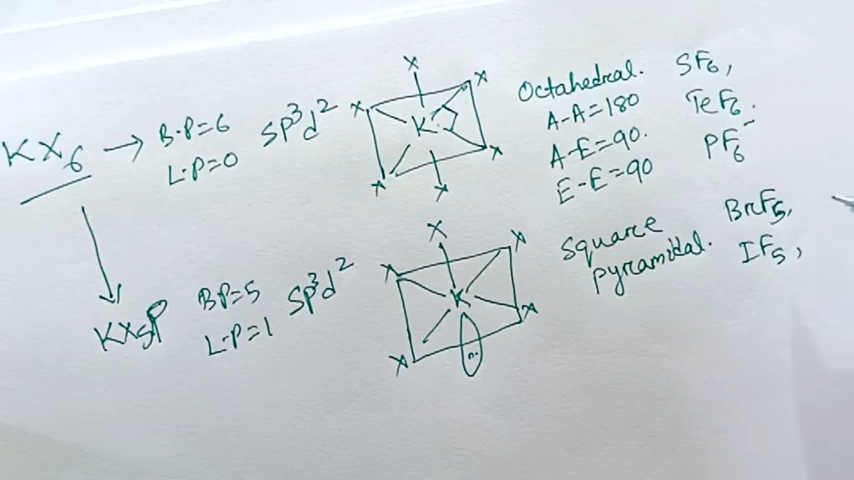 KX₆ → B.P=6 sp³d² Octahedral. SF₆,
L.P=0 A-A=180 TeF₆.
A-E=90. PF₆⁻
E-E=90
X
X X
K
X X
X
X
KX₅P BP=5 sp³d² Square BrF₅,
L.P=1 pyramidal. IF₅,
X
X X
K
X X